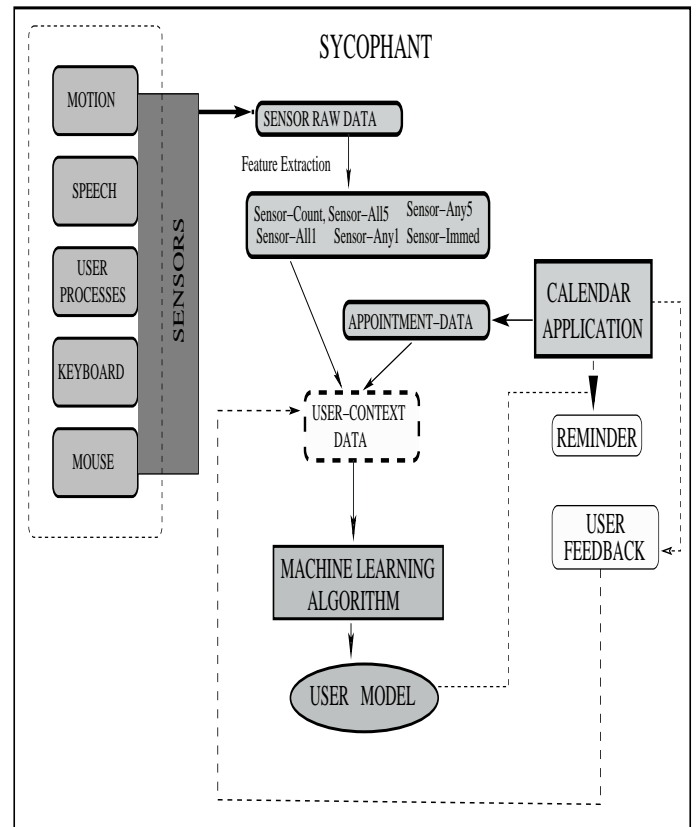 SYCOPHANT
MOTION
SPEECH
USER
PROCESSES
KEYBOARD
MOUSE
SENSORS
SENSOR RAW DATA
Feature Extraction
Sensor−Count, Sensor−All5 Sensor−Any5
Sensor−All1 Sensor−Any1 Sensor−Immed
CALENDAR
APPLICATION
APPOINTMENT−DATA
REMINDER
USER−CONTEXT
DATA
USER
FEEDBACK
MACHINE LEARNING
ALGORITHM
USER MODEL